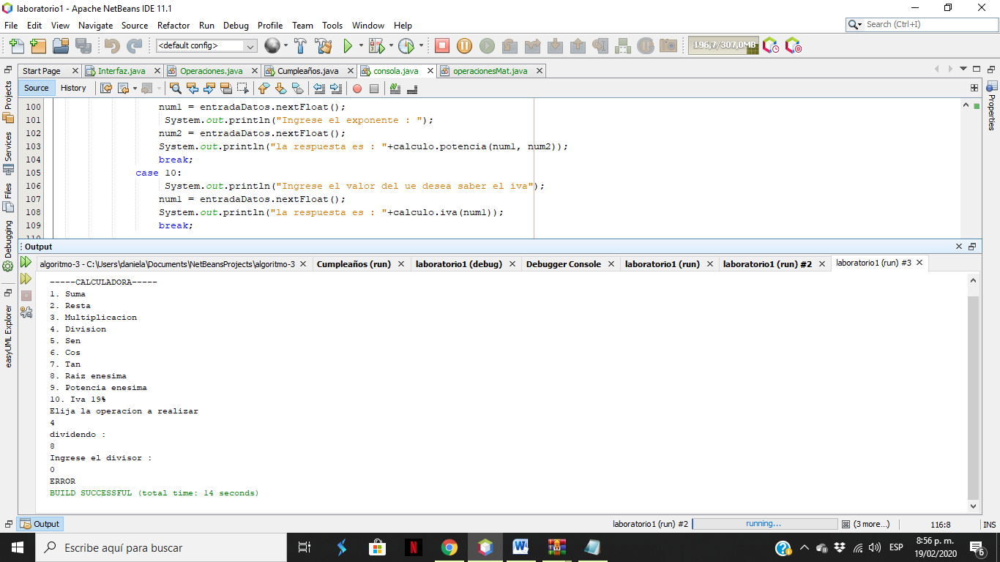 laboratorio1 - Apache NetBeans IDE 11.1
File Edit View Navigate Source Refactor Run Debug Profile Team Tools Window Help
Search (Ctrl+I)
<default config>
196,7/307,0MB
Start Page Interfaz.java Operaciones.java Cumpleaños.java consola.java operacionesMat.java
Source History
Projects
Services
Files
Debugging
easyUML Explorer
Properties
100 num1 = entradaDatos.nextFloat();
101 System.out.println("Ingrese el exponente : ");
102 num2 = entradaDatos.nextFloat();
103 System.out.println("la respuesta es : "+calculo.potencia(num1, num2));
104 break;
105 case 10:
106 System.out.println("Ingrese el valor del ue desea saber el iva");
107 num1 = entradaDatos.nextFloat();
108 System.out.println("la respuesta es : "+calculo.iva(num1));
109 break;
110
Output
algoritmo-3 - C:\Users\daniela\Documents\NetBeansProjects\algoritmo-3 Cumpleaños (run) laboratorio1 (debug) Debugger Console laboratorio1 (run) laboratorio1 (run) #2 laboratorio1 (run) #3
-----CALCULADORA-----
1. Suma
2. Resta
3. Multiplicacion
4. Division
5. Sen
6. Cos
7. Tan
8. Raiz enesima
9. Potencia enesima
10. Iva 19%
Elija la operacion a realizar
4
dividendo :
8
Ingrese el divisor :
0
ERROR
BUILD SUCCESSFUL (total time: 14 seconds)
Output
laboratorio1 (run) #2 running... (3 more...) 116:8 INS
Escribe aquí para buscar
ESP
8:56 p. m.
19/02/2020
6